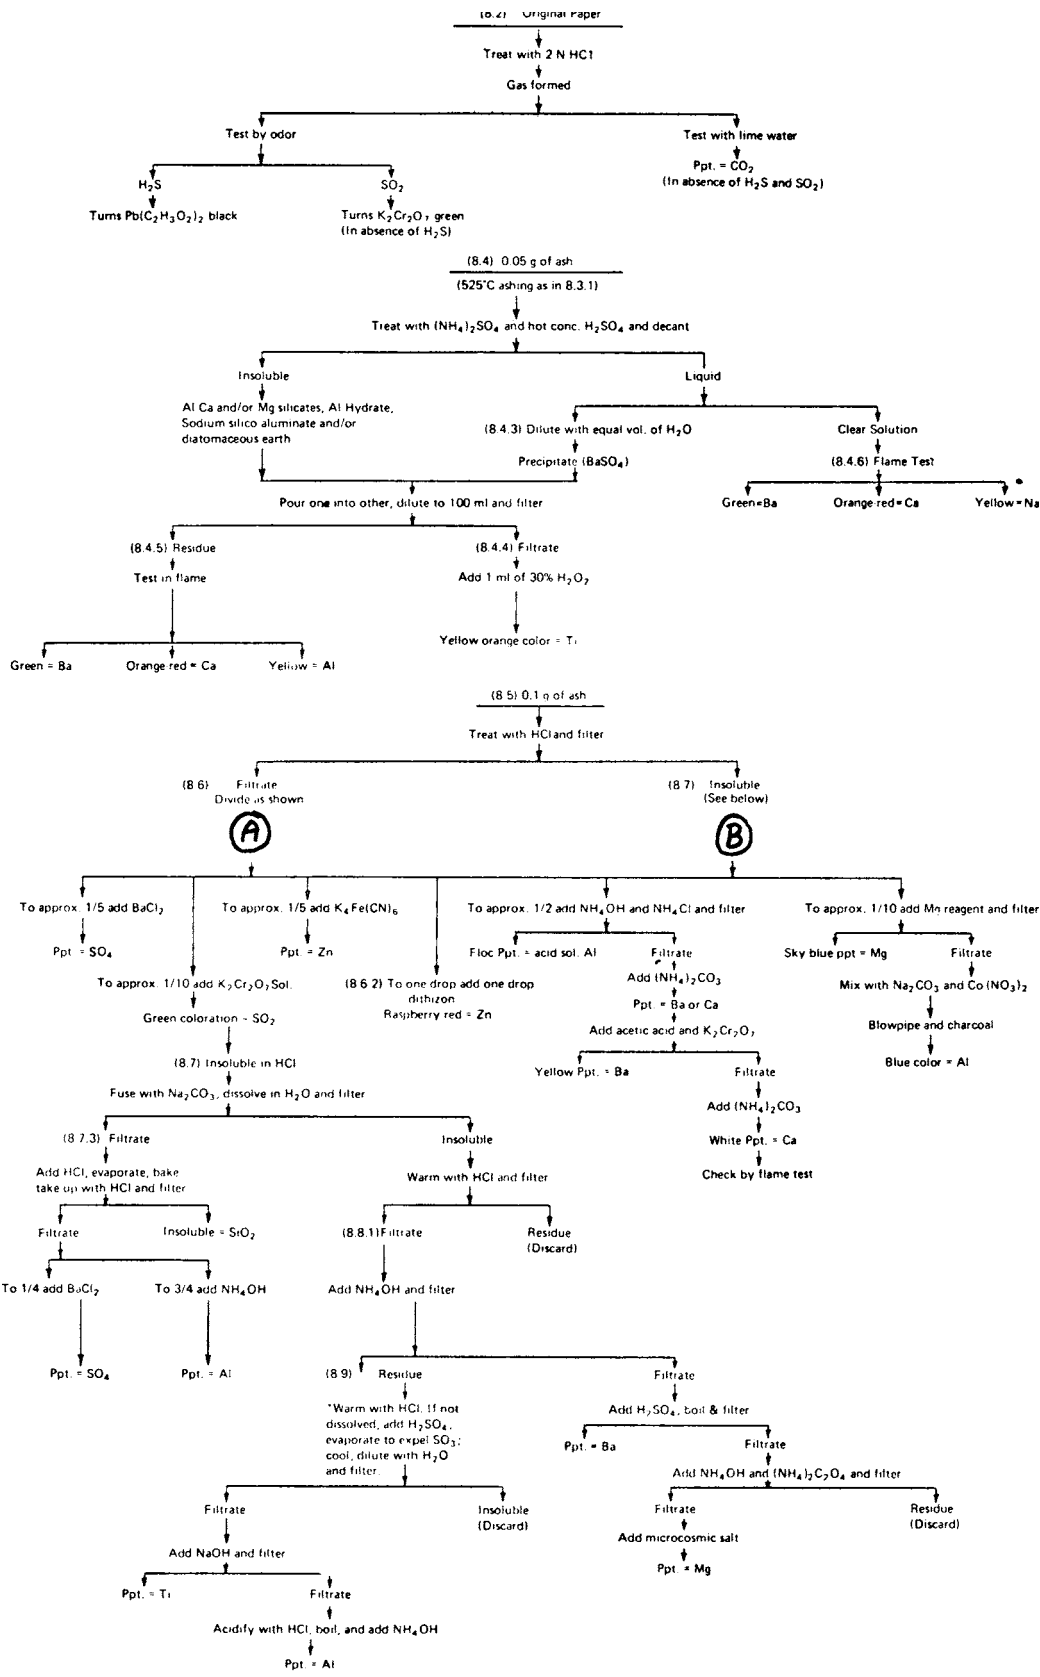 (8.2) Original Paper
Treat with 2 N HCl
Gas formed
Test by odor
Test with lime water
H₂S
SO₂
Ppt. = CO₂
(In absence of H₂S and SO₂)
Turns Pb(C₂H₃O₂)₂ black
Turns K₂Cr₂O₇ green
(In absence of H₂S)
(8.4) 0.05 g of ash
(525°C ashing as in 8.3.1)
Treat with (NH₄)₂SO₄ and hot conc. H₂SO₄ and decant
Insoluble
Liquid
Al Ca and/or Mg silicates, Al Hydrate,
Sodium silico aluminate and/or
diatomaceous earth
(8.4.3) Dilute with equal vol. of H₂O
Clear Solution
Precipitate (BaSO₄)
(8.4.6) Flame Test
Green=Ba
Orange-red = Ca
Yellow = Na
Pour one into other, dilute to 100 ml and filter
(8.4.5) Residue
(8.4.4) Filtrate
Test in flame
Add 1 ml of 30% H₂O₂
Yellow orange color = Ti
Green = Ba
Orange-red = Ca
Yellow = Al
(8.5) 0.1 g of ash
Treat with HCl and filter
(8.6) Filtrate
Divide as shown
(8.7) Insoluble
(See below)
A
B
To approx. 1/5 add BaCl₂
To approx. 1/5 add K₄Fe(CN)₆
To approx. 1/2 add NH₄OH and NH₄Cl and filter
To approx. 1/10 add Mg reagent and filter
Ppt = SO₄
Ppt. = Zn
Floc Ppt. = acid sol. Al
Filtrate
Sky blue ppt = Mg
Filtrate
To approx. 1/10 add K₂Cr₂O₇ Sol.
(8.6.2) To one drop add one drop
dithizon
Raspberry red = Zn
Add (NH₄)₂CO₃
Mix with Na₂CO₃ and Co(NO₃)₂
Green coloration = SO₂
Ppt = Ba or Ca
Add acetic acid and K₂Cr₂O₇
Blowpipe and charcoal
(8.7) Insoluble in HCl
Yellow Ppt. = Ba
Filtrate
Blue color = Al
Fuse with Na₂CO₃, dissolve in H₂O and filter
Add (NH₄)₂CO₃
(8.7.3) Filtrate
Insoluble
White Ppt. = Ca
Add HCl, evaporate, bake
take up with HCl and filter
Warm with HCl and filter
Check by flame test
Filtrate
Insoluble = SiO₂
(8.8.1) Filtrate
Residue
(Discard)
To 1/4 add BaCl₂
To 3/4 add NH₄OH
Add NH₄OH and filter
Ppt. = SO₄
Ppt. = Al
(8.9) Residue
Filtrate
*Warm with HCl. If not
dissolved, add H₂SO₄,
evaporate to expel SO₃;
cool, dilute with H₂O
and filter.
Add H₂SO₄, boil & filter
Ppt. = Ba
Filtrate
Add NH₄OH and (NH₄)₂C₂O₄ and filter
Filtrate
Insoluble
(Discard)
Filtrate
Residue
(Discard)
Add microcosmic salt
Add NaOH and filter
Ppt. = Mg
Ppt. = Ti
Filtrate
Acidify with HCl, boil, and add NH₄OH
Ppt. = Al